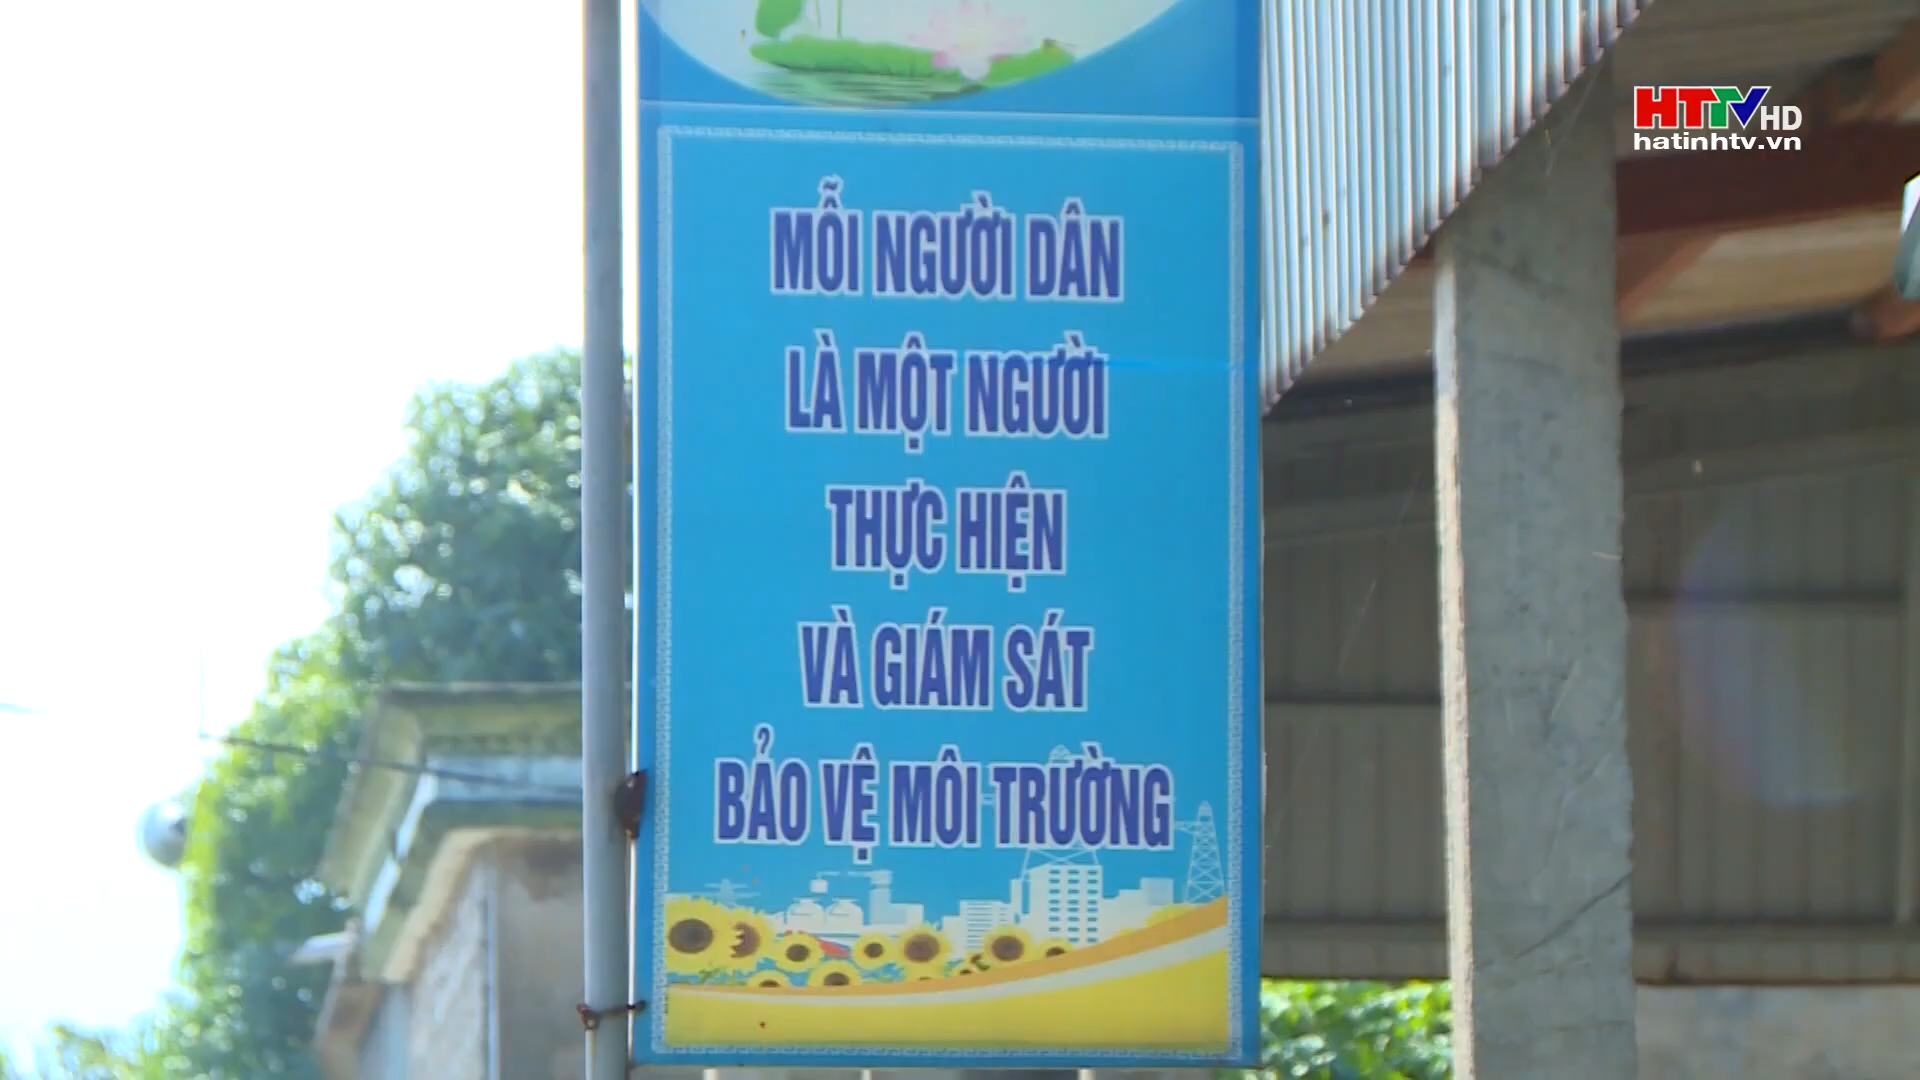 HTTV HD
hatinhtv.vn
MỖI NGƯỜI DÂN
LÀ MỘT NGƯỜI
THỰC HIỆN
VÀ GIÁM SÁT
BẢO VỆ MÔI TRƯỜNG